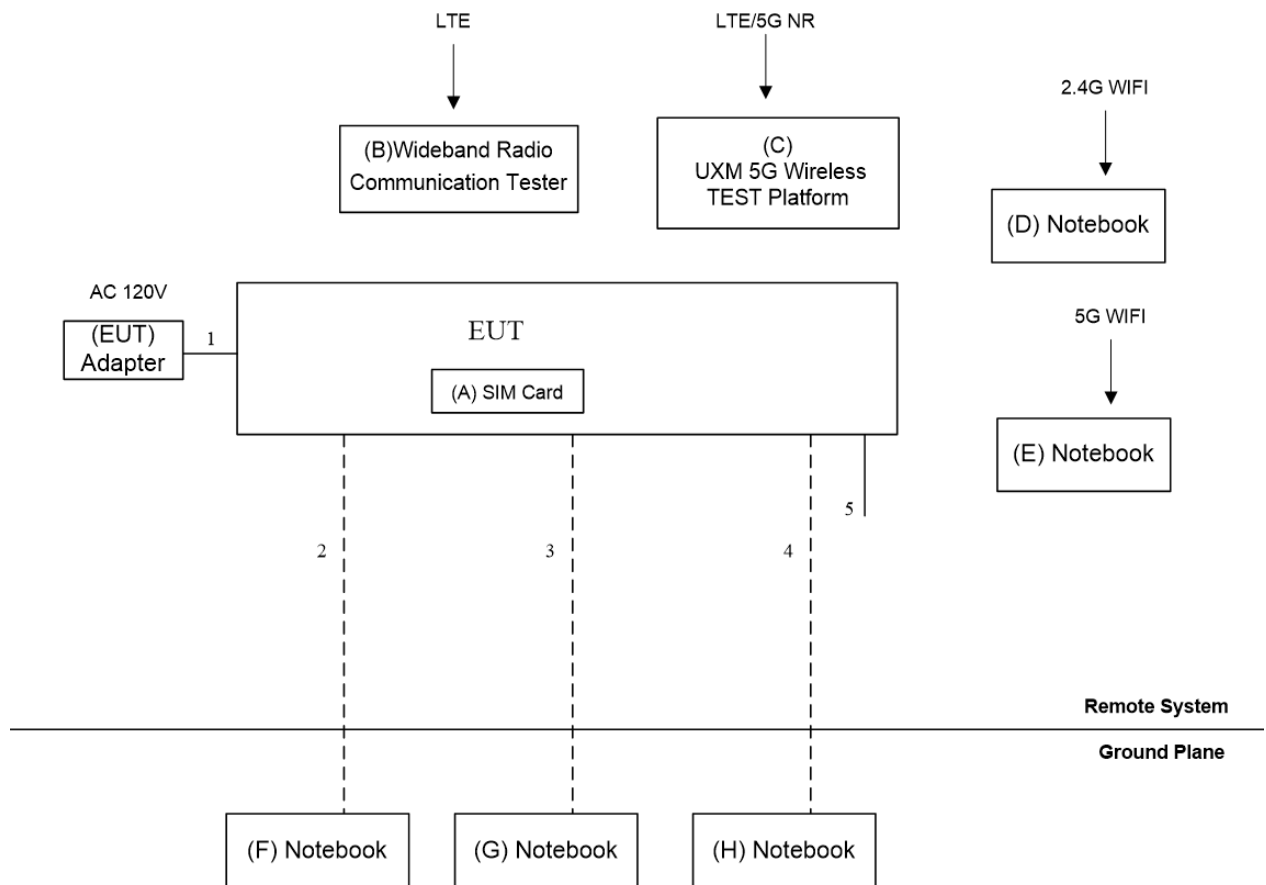 LTE
LTE/5G NR
2.4G WIFI
(B)Wideband Radio
Communication Tester
(C)
UXM 5G Wireless
TEST Platform
(D) Notebook
AC 120V
(EUT)
Adapter
1
EUT
(A) SIM Card
5G WIFI
(E) Notebook
5
2
3
4
Remote System
Ground Plane
(F) Notebook
(G) Notebook
(H) Notebook